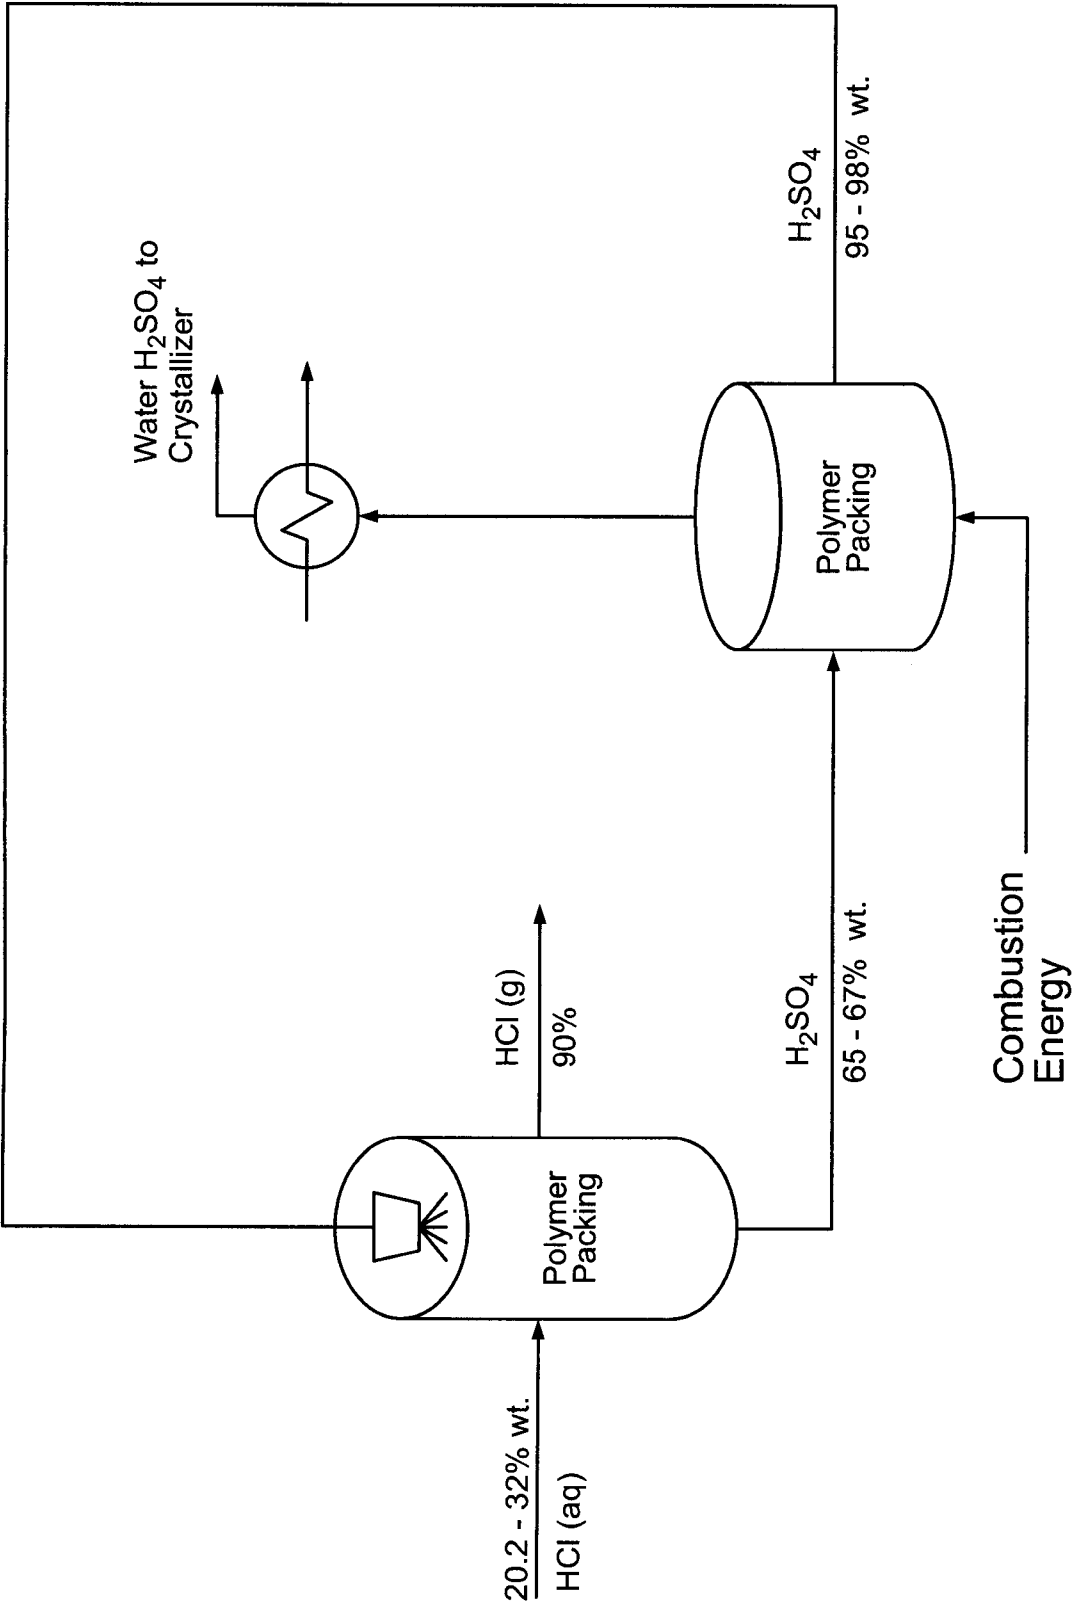 20.2 - 32% wt.
HCl (aq)
Polymer
Packing
HCl (g)
90%
H₂SO₄
65 - 67% wt.
Combustion
Energy
Polymer
Packing
Water H₂SO₄ to
Crystallizer
H₂SO₄
95 - 98% wt.